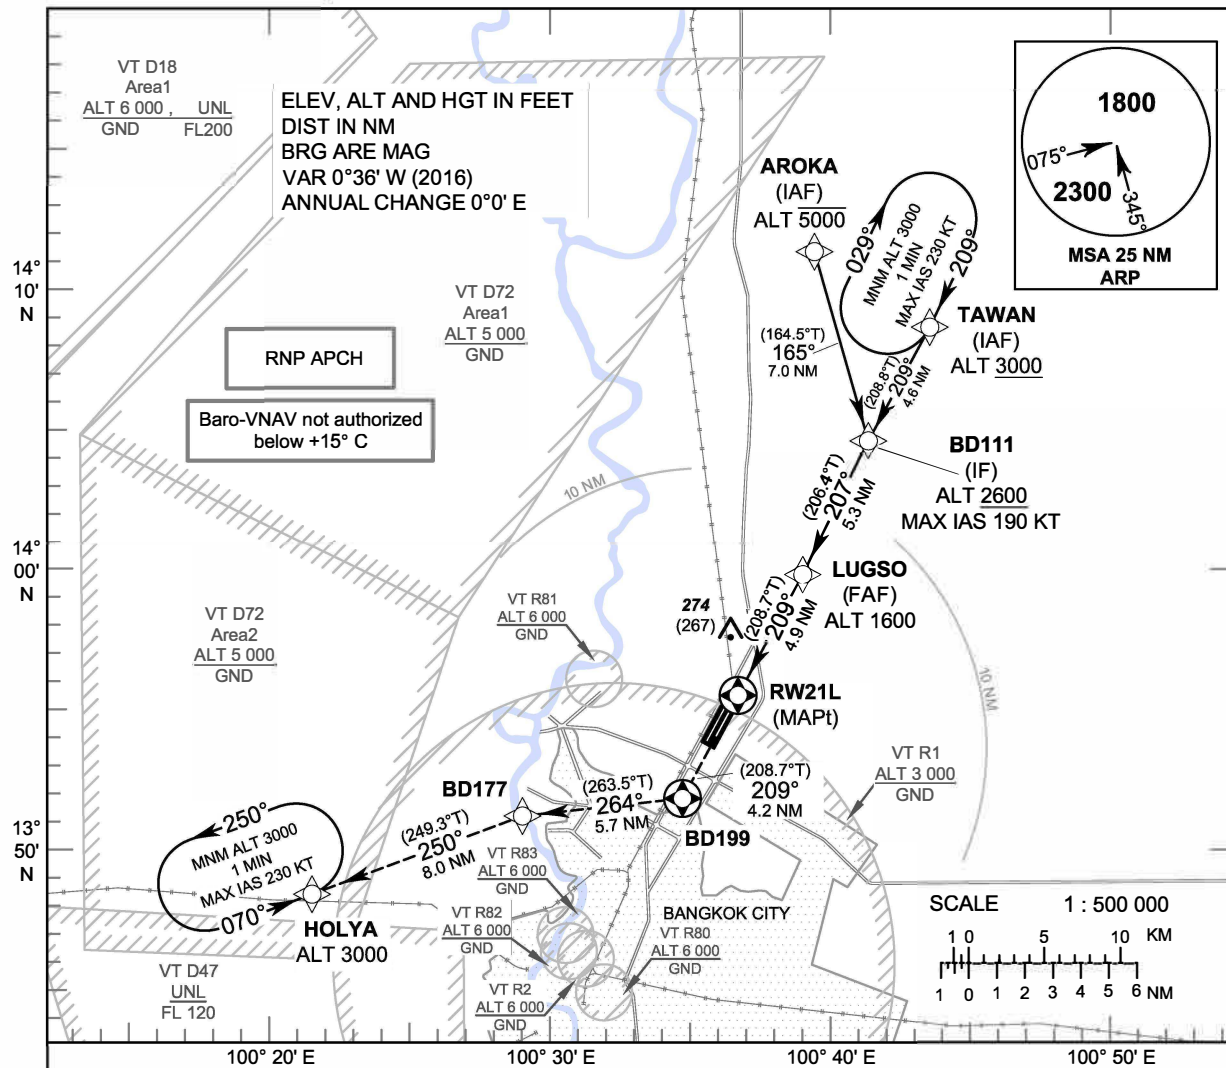 VT D18
Area1
ALT 6 000 , UNL
GND FL200
ELEV, ALT AND HGT IN FEET
DIST IN NM
BRG ARE MAG
VAR 0°36' W (2016)
ANNUAL CHANGE 0°0' E
1800
075°
2300
345°
MSA 25 NM
ARP
AROKA
(IAF)
ALT 5000
029°
MNM ALT 3000
1 MIN
MAX IAS 230 KT
209°
TAWAN
(IAF)
ALT 3000
14°
10'
N
VT D72
Area1
ALT 5 000
GND
RNP APCH
Baro-VNAV not authorized
below +15° C
(164.5°T)
165°
7.0 NM
(208.8°T)
209°
4.6 NM
BD111
(IF)
ALT 2600
MAX IAS 190 KT
10 NM
(206.4°T)
207°
5.3 NM
14°
00'
N
LUGSO
(FAF)
ALT 1600
VT R81
ALT 6 000
GND
274
(267)
(208.7°T)
209°
4.9 NM
VT D72
Area2
ALT 5 000
GND
10 NM
RW21L
(MAPt)
VT R1
ALT 3 000
GND
(208.7°T)
209°
4.2 NM
BD199
(263.5°T)
264°
5.7 NM
BD177
(249.3°T)
250°
8.0 NM
13°
50'
N
250°
MNM ALT 3000
1 MIN
MAX IAS 230 KT
070°
HOLYA
ALT 3000
VT R83
ALT 6 000
GND
VT R82
ALT 6 000
GND
VT R2
ALT 6 000
GND
BANGKOK CITY
VT R80
ALT 6 000
GND
VT D47
UNL
FL 120
SCALE 1 : 500 000
1 0 5 10 KM
1 0 1 2 3 4 5 6 NM
100° 20' E 100° 30' E 100° 40' E 100° 50' E